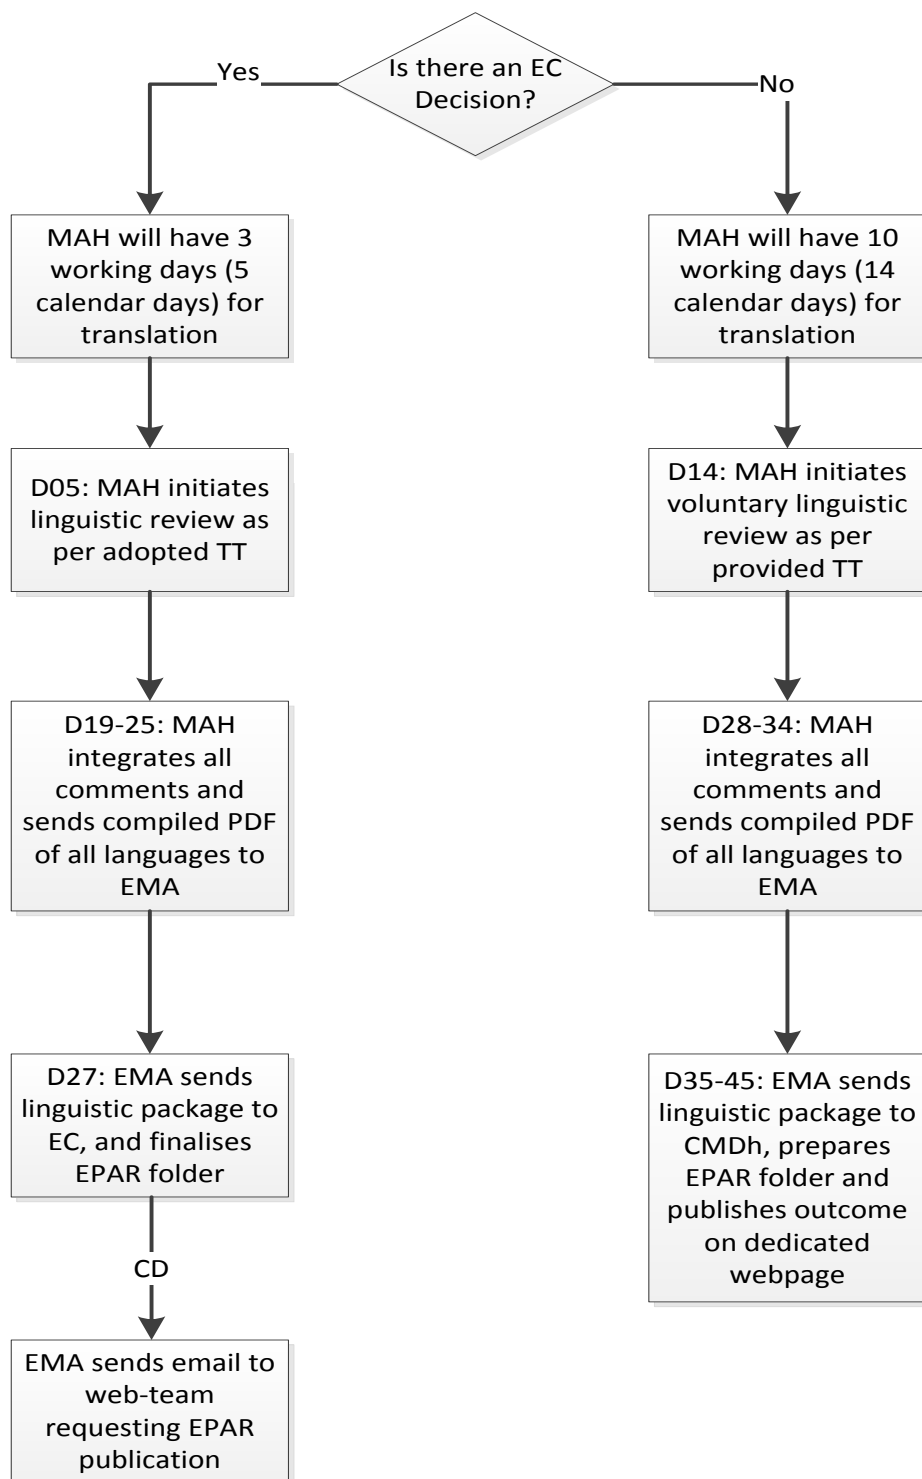 Is there an EC
Decision?
Yes
No
MAH will have 3
working days (5
calendar days) for
translation
MAH will have 10
working days (14
calendar days) for
translation
D05: MAH initiates
linguistic review as
per adopted TT
D14: MAH initiates
voluntary linguistic
review as per
provided TT
D19-25: MAH
integrates all
comments and
sends compiled PDF
of all languages to
EMA
D28-34: MAH
integrates all
comments and
sends compiled PDF
of all languages to
EMA
D27: EMA sends
linguistic package to
EC, and finalises
EPAR folder
D35-45: EMA sends
linguistic package to
CMDh, prepares
EPAR folder and
publishes outcome
on dedicated
webpage
CD
EMA sends email to
web-team
requesting EPAR
publication